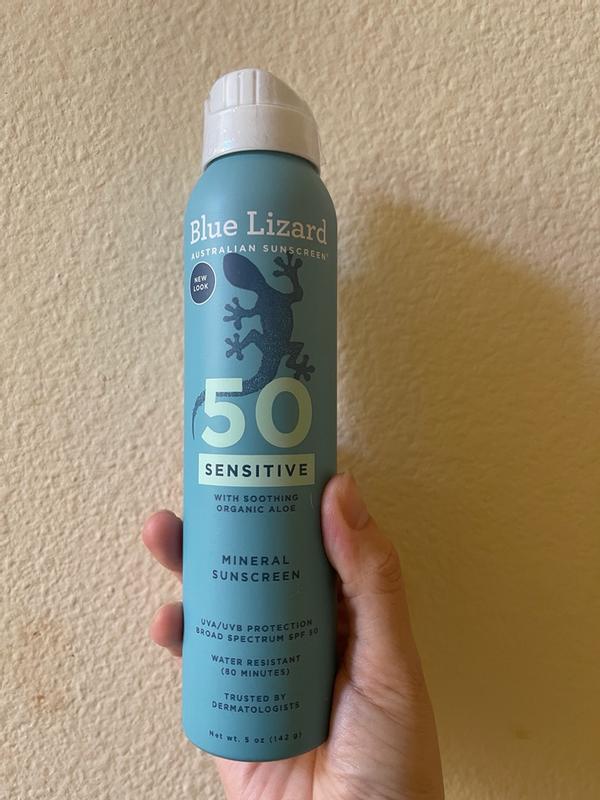 Blue Lizard
AUSTRALIAN SUNSCREEN®
NEW
LOOK
50
SENSITIVE
WITH SOOTHING
ORGANIC ALOE
MINERAL
SUNSCREEN
UVA/UVB PROTECTION
BROAD SPECTRUM SPF 50
WATER RESISTANT
(80 MINUTES)
TRUSTED BY
DERMATOLOGISTS
Net wt. 5 oz (142 g)